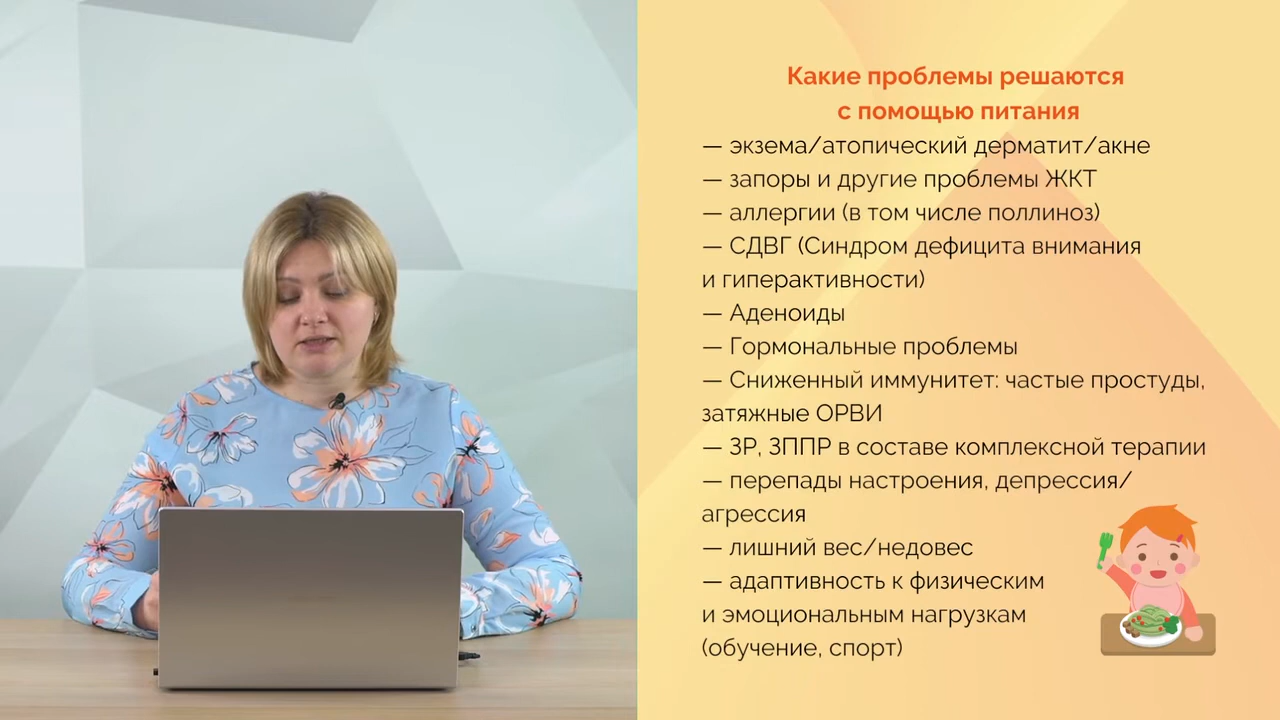 Какие проблемы решаются
с помощью питания
— экзема/атопический дерматит/акне
— запоры и другие проблемы ЖКТ
— аллергии (в том числе поллиноз)
— СДВГ (Синдром дефицита внимания
и гиперактивности)
— Аденоиды
— Гормональные проблемы
— Сниженный иммунитет: частые простуды,
затяжные ОРВИ
— ЗР, ЗППР в составе комплексной терапии
— перепады настроения, депрессия/
агрессия
— лишний вес/недовес
— адаптивность к физическим
и эмоциональным нагрузкам
(обучение, спорт)